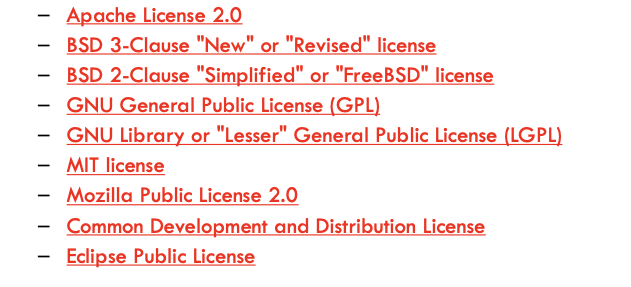 – Apache License 2.0
– BSD 3-Clause "New" or "Revised" license
– BSD 2-Clause "Simplified" or "FreeBSD" license
– GNU General Public License (GPL)
– GNU Library or "Lesser" General Public License (LGPL)
– MIT license
– Mozilla Public License 2.0
– Common Development and Distribution License
– Eclipse Public License